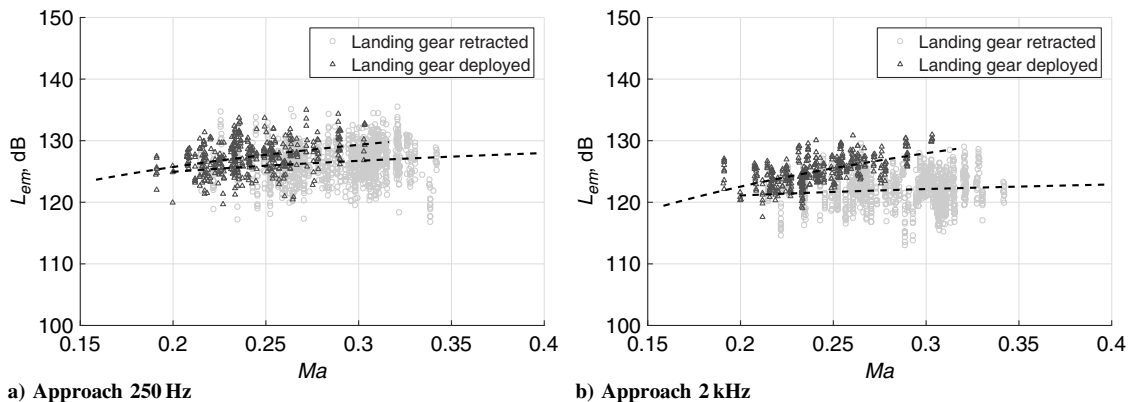 150
140
130
120
110
100
L_em, dB
0.15 0.2 0.25 0.3 0.35 0.4
Ma
Landing gear retracted
Landing gear deployed
a) Approach 250 Hz
150
140
130
120
110
100
L_em, dB
0.15 0.2 0.25 0.3 0.35 0.4
Ma
Landing gear retracted
Landing gear deployed
b) Approach 2 kHz